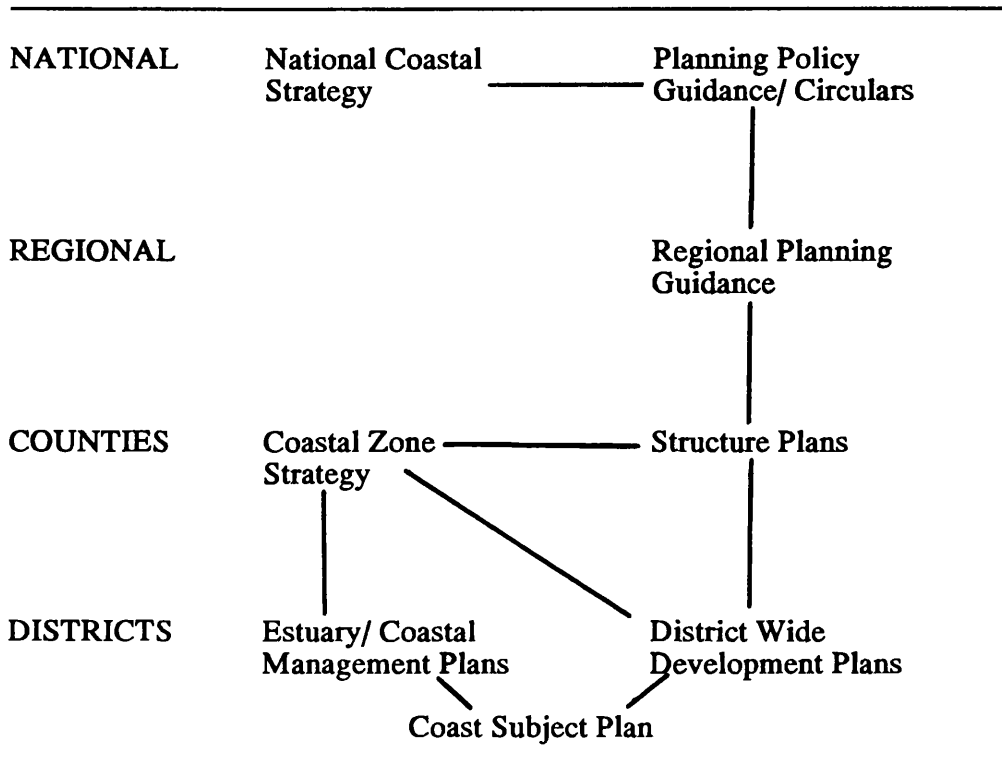 NATIONAL
National Coastal
Strategy
Planning Policy
Guidance/ Circulars
REGIONAL
Regional Planning
Guidance
COUNTIES
Coastal Zone
Strategy
Structure Plans
DISTRICTS
Estuary/ Coastal
Management Plans
District Wide
Development Plans
Coast Subject Plan